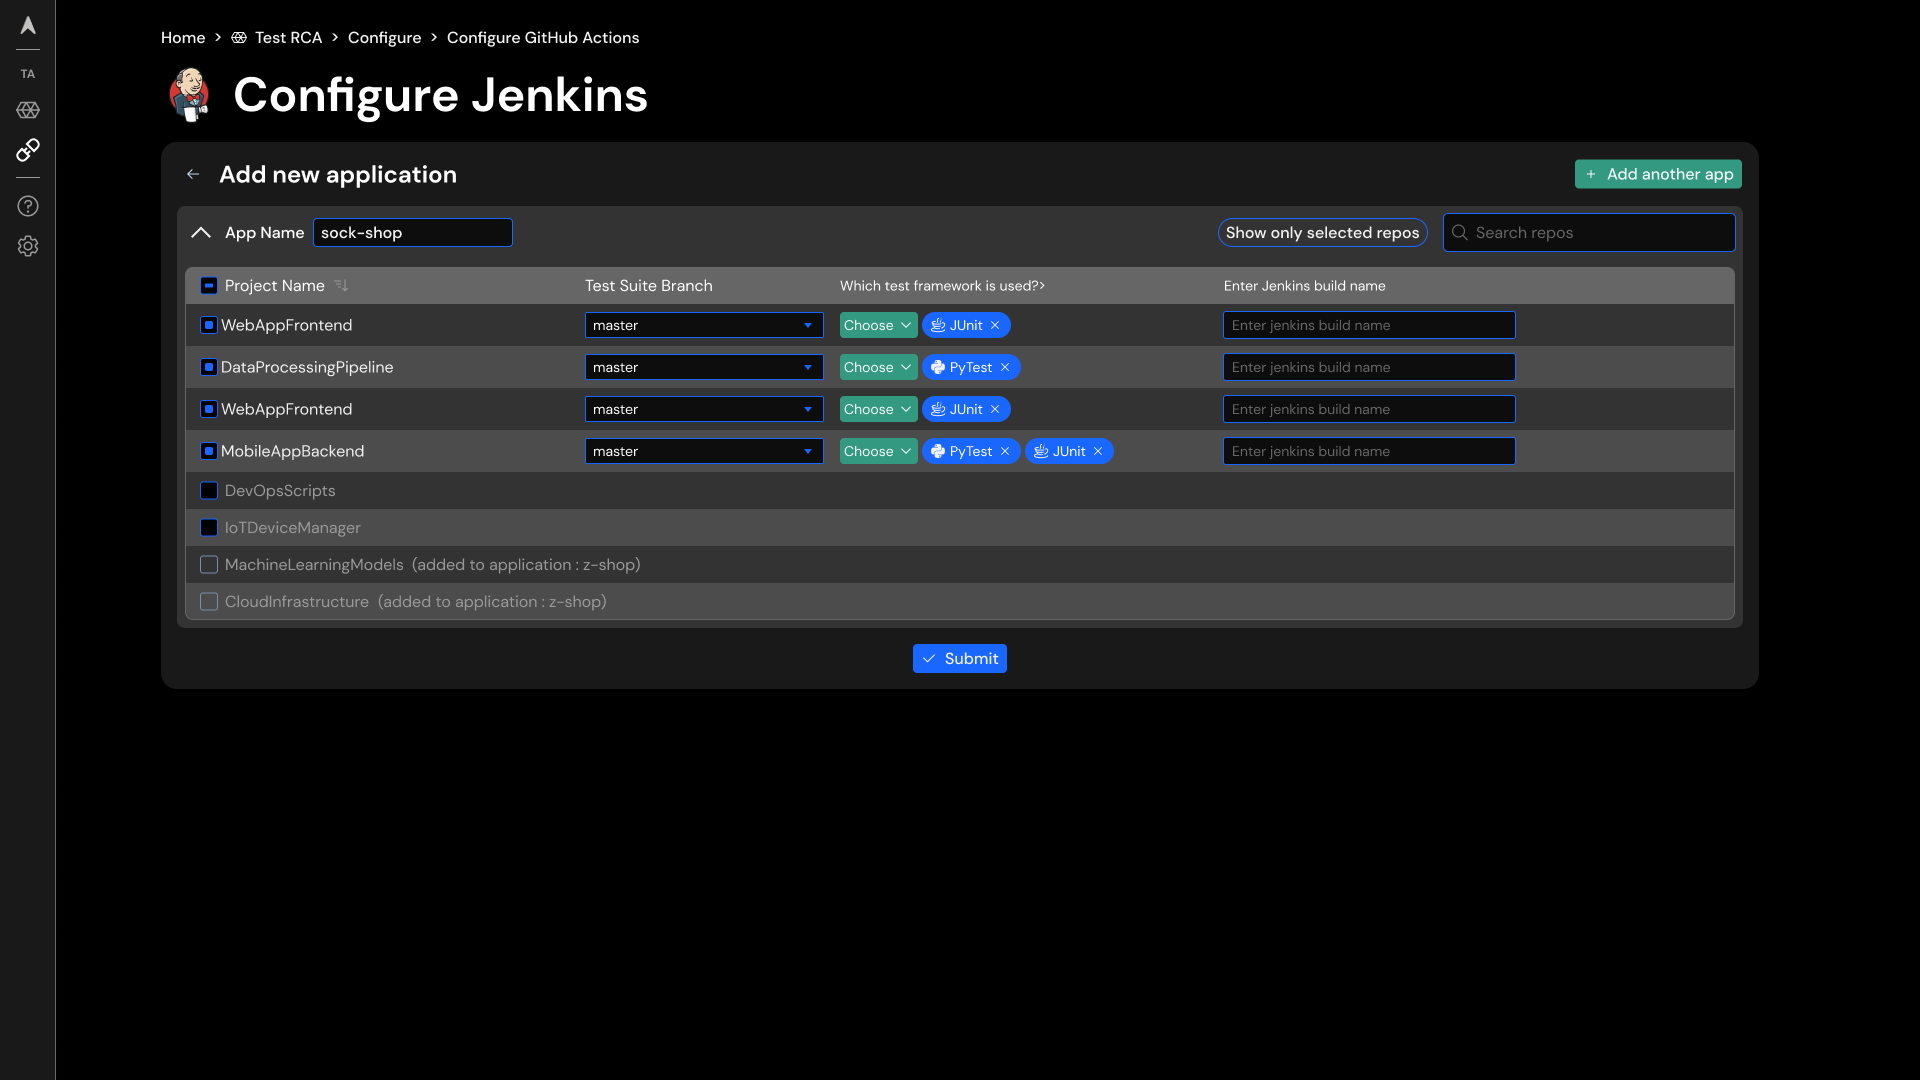 TA
Home > Test RCA > Configure > Configure GitHub Actions
Configure Jenkins
Add new application
Add another app
App Name sock-shop Show only selected repos Search repos
Project Name Test Suite Branch Which test framework is used?> Enter Jenkins build name
WebAppFrontend master Choose JUnit Enter jenkins build name
DataProcessingPipeline master Choose PyTest Enter jenkins build name
WebAppFrontend master Choose JUnit Enter jenkins build name
MobileAppBackend master Choose PyTest JUnit Enter jenkins build name
DevOpsScripts
IoTDeviceManager
MachineLearningModels (added to application : z-shop)
CloudInfrastructure (added to application : z-shop)
Submit